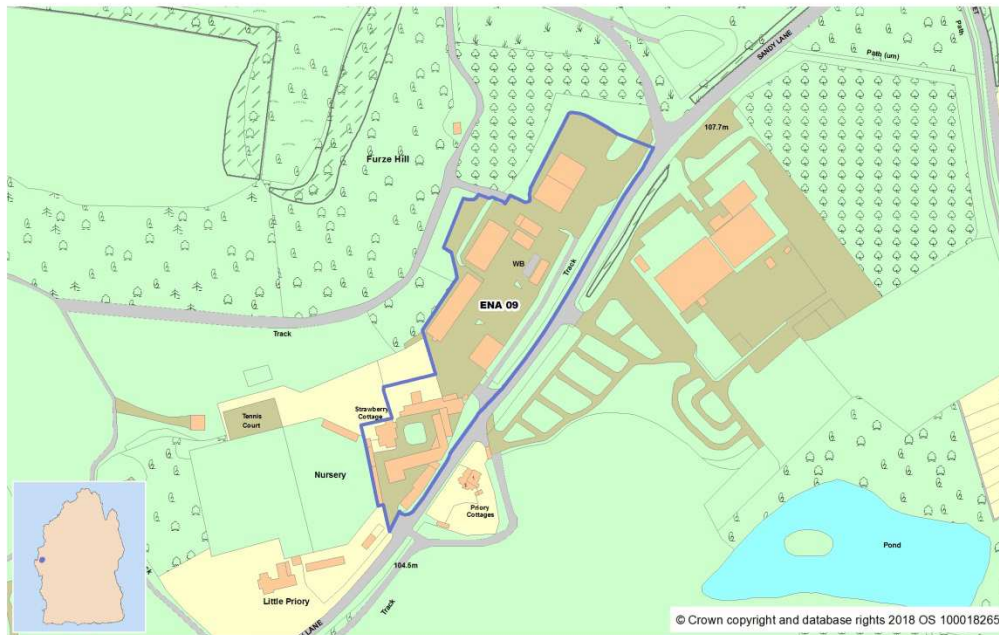 SANDY LANE
Path
Path (um)
107.7m
Furze Hill
WB
Track
ENA 09
Track
Strawberry
Cottage
Tennis
Court
Nursery
Priory
Cottages
Pond
104.5m
Track
Little Priory
LANE
© Crown copyright and database rights 2018 OS 100018265